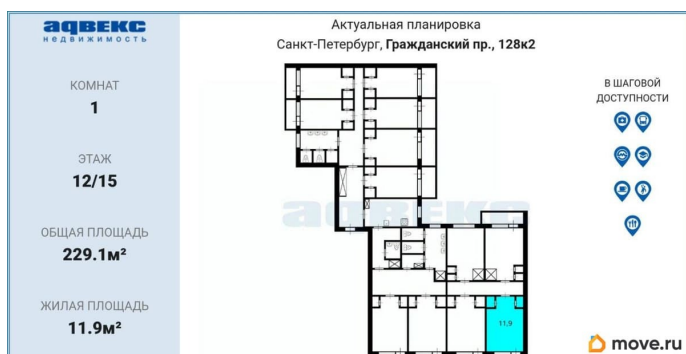 адвекс
НЕДВИЖИМОСТЬ
КОМНАТ
1
ЭТАЖ
12/15
ОБЩАЯ ПЛОЩАДЬ
229.1м²
ЖИЛАЯ ПЛОЩАДЬ
11.9м²
Актуальная планировка
Санкт-Петербург, Гражданский пр., 128к2
адвекс
11,9
В ШАГОВОЙ
ДОСТУПНОСТИ
move.ru